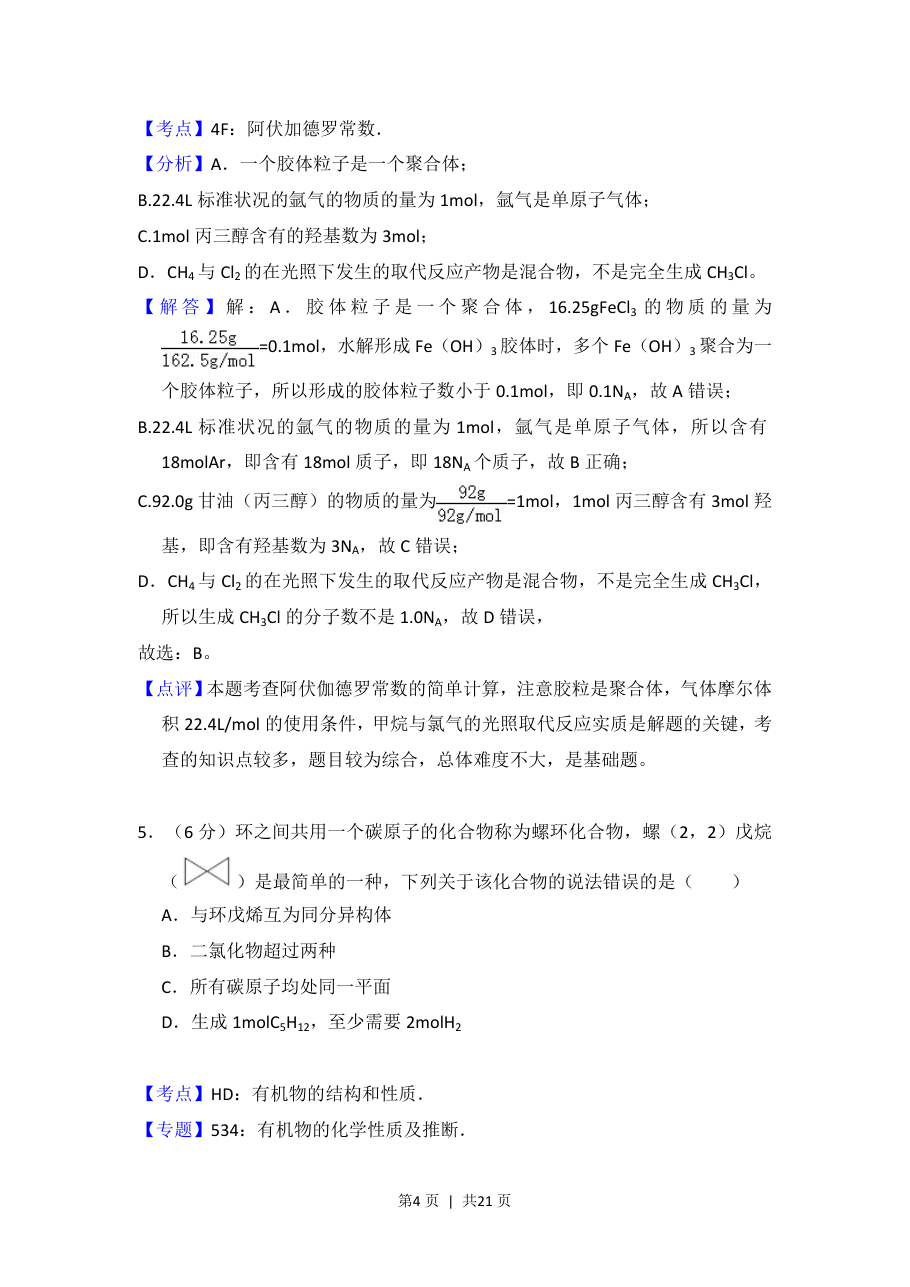 【考点】4F：阿伏加德罗常数．
【分析】A．一个胶体粒子是一个聚合体；
B.22.4L 标准状况的氩气的物质的量为 1mol，氩气是单原子气体；
C.1mol 丙三醇含有的羟基数为 3mol；
D．CH4 与 Cl2 的在光照下发生的取代反应产物是混合物，不是完全生成 CH3Cl。
【解答】解：A．胶体粒子是一个聚合体，16.25gFeCl3 的物质的量为
16.25g/162.5g/mol=0.1mol，水解形成 Fe（OH）3 胶体时，多个 Fe（OH）3 聚合为一
个胶体粒子，所以形成的胶体粒子数小于 0.1mol，即 0.1NA，故 A 错误；
B.22.4L 标准状况的氩气的物质的量为 1mol，氩气是单原子气体，所以含有
18molAr，即含有 18mol 质子，即 18NA 个质子，故 B 正确；
C.92.0g 甘油（丙三醇）的物质的量为92g/92g/mol=1mol，1mol 丙三醇含有 3mol 羟
基，即含有羟基数为 3NA，故 C 错误；
D．CH4 与 Cl2 的在光照下发生的取代反应产物是混合物，不是完全生成 CH3Cl，
所以生成 CH3Cl 的分子数不是 1.0NA，故 D 错误，
故选：B。
【点评】本题考查阿伏伽德罗常数的简单计算，注意胶粒是聚合体，气体摩尔体
积 22.4L/mol 的使用条件，甲烷与氯气的光照取代反应实质是解题的关键，考
查的知识点较多，题目较为综合，总体难度不大，是基础题。
5．（6 分）环之间共用一个碳原子的化合物称为螺环化合物，螺（2，2）戊烷
（ ）是最简单的一种，下列关于该化合物的说法错误的是（　　）
A．与环戊烯互为同分异构体
B．二氯化物超过两种
C．所有碳原子均处同一平面
D．生成 1molC5H12，至少需要 2molH2
【考点】HD：有机物的结构和性质．
【专题】534：有机物的化学性质及推断．
第4 页 | 共21 页